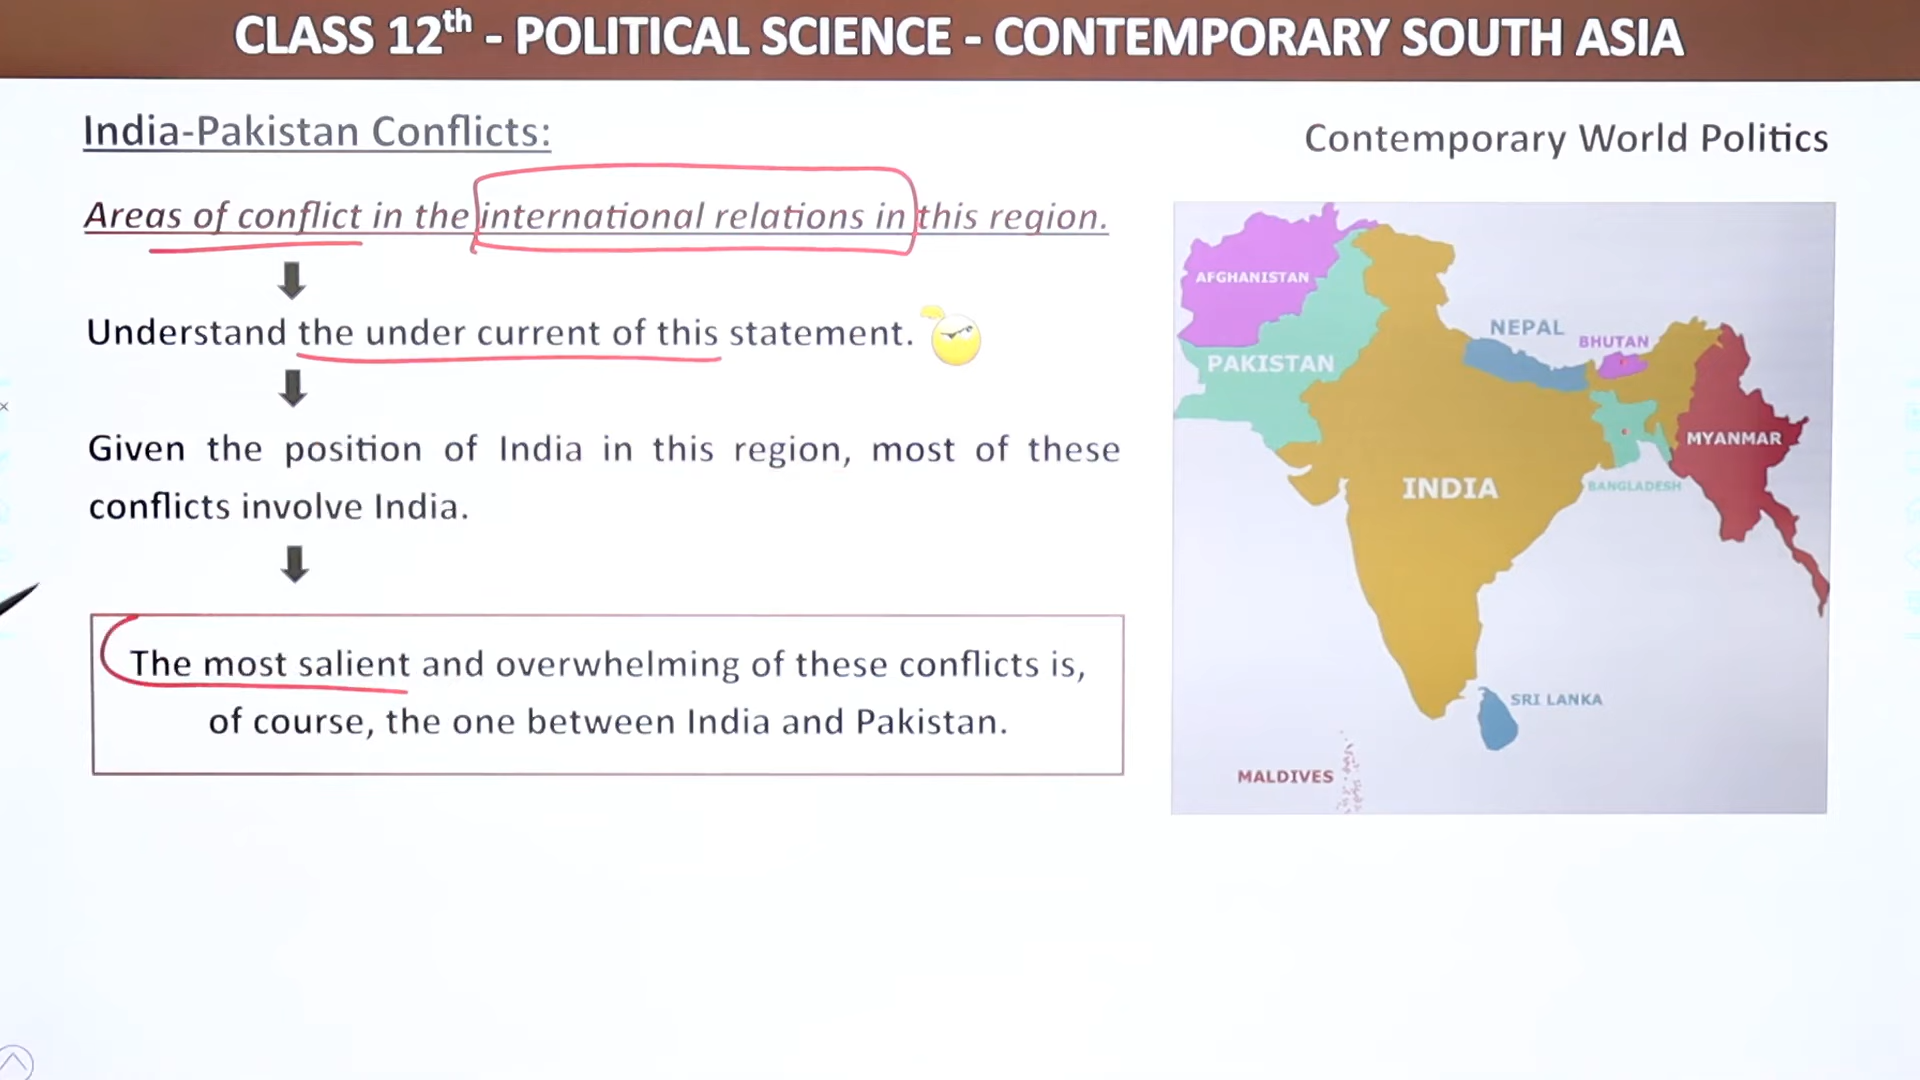 CLASS 12th - POLITICAL SCIENCE - CONTEMPORARY SOUTH ASIA
India-Pakistan Conflicts:
Contemporary World Politics
Areas of conflict in the international relations in this region.
Understand the under current of this statement.
Given the position of India in this region, most of these
conflicts involve India.
The most salient and overwhelming of these conflicts is,
of course, the one between India and Pakistan.
AFGHANISTAN
PAKISTAN
NEPAL
BHUTAN
INDIA
BANGLADESH
MYANMAR
SRI LANKA
MALDIVES